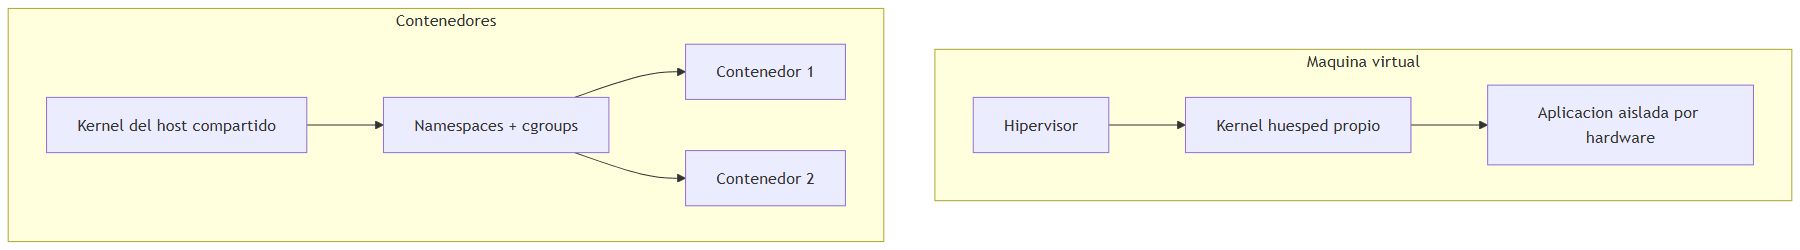 Contenedores
Kernel del host compartido
Namespaces + cgroups
Contenedor 1
Contenedor 2
Maquina virtual
Hipervisor
Kernel huesped propio
Aplicacion aislada por
hardware